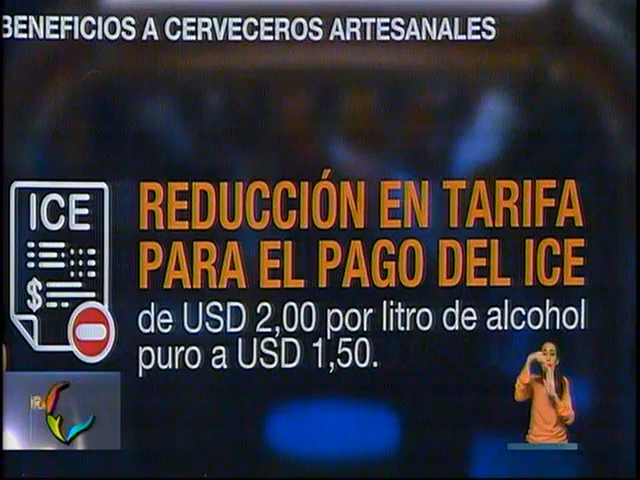 BENEFICIOS A CERVECEROS ARTESANALES
ICE
$
REDUCCIÓN EN TARIFA
PARA EL PAGO DEL ICE
de USD 2,00 por litro de alcohol
puro a USD 1,50.